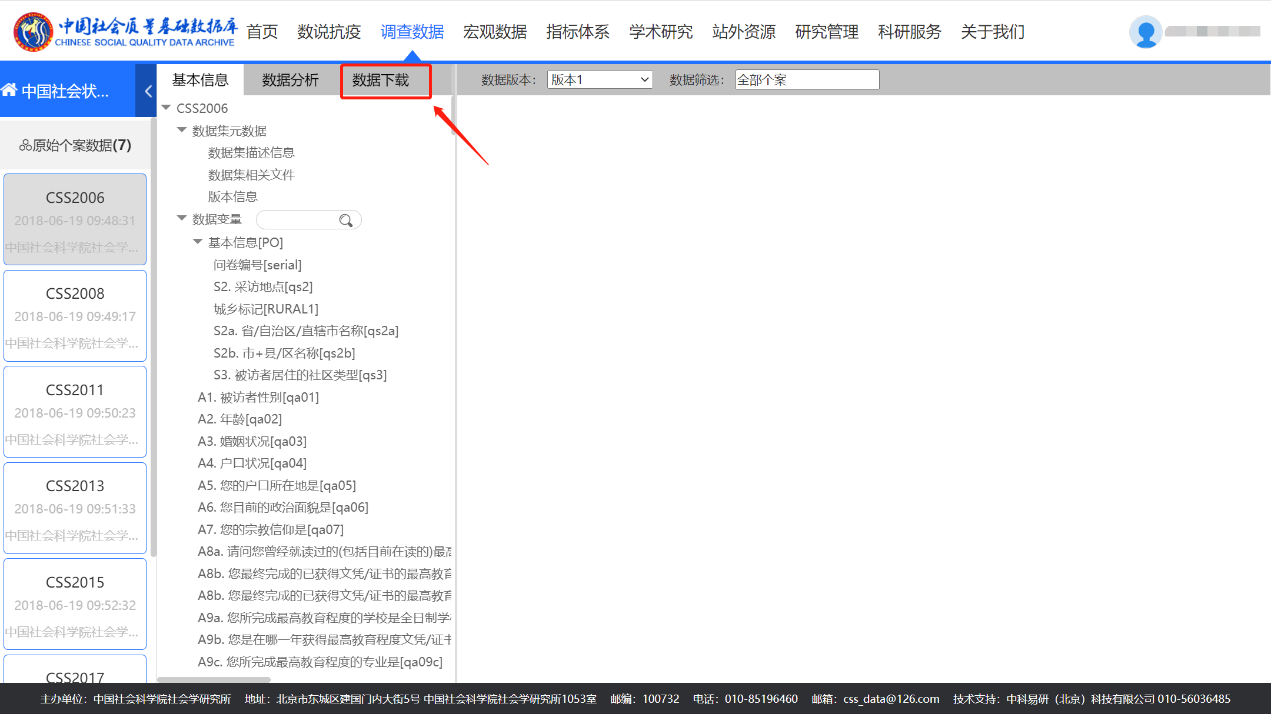 中国社会质量基础数据库
CHINESE SOCIAL QUALITY DATA ARCHIVE
首页 数说抗疫 调查数据 宏观数据 指标体系 学术研究 站外资源 研究管理 科研服务 关于我们
中国社会状...
原始个案数据(7)
CSS2006
2018-06-19 09:48:31
中国社会科学院社会学...
CSS2008
2018-06-19 09:49:17
中国社会科学院社会学...
CSS2011
2018-06-19 09:50:23
中国社会科学院社会学...
CSS2013
2018-06-19 09:51:33
中国社会科学院社会学...
CSS2015
2018-06-19 09:52:32
中国社会科学院社会学...
CSS2017
基本信息 数据分析 数据下载 数据版本： 版本1 数据筛选： 全部个案
CSS2006
数据集元数据
数据集描述信息
数据集相关文件
版本信息
数据变量
基本信息[PO]
问卷编号[serial]
S2. 采访地点[qs2]
城乡标记[RURAL1]
S2a. 省/自治区/直辖市名称[qs2a]
S2b. 市+县/区名称[qs2b]
S3. 被访者居住的社区类型[qs3]
A1. 被访者性别[qa01]
A2. 年龄[qa02]
A3. 婚姻状况[qa03]
A4. 户口状况[qa04]
A5. 您的户口所在地是[qa05]
A6. 您目前的政治面貌是[qa06]
A7. 您的宗教信仰是[qa07]
A8a. 请问您曾经就读过的(包括目前在读的)最高
A8b. 您最终完成的已获得文凭/证书的最高教育
A8b. 您最终完成的已获得文凭/证书的最高教育
A9a. 您所完成最高教育程度的学校是全日制学校
A9b. 您是在哪一年获得最高教育程度文凭/证书
A9c. 您所完成最高教育程度的专业是[qa09c]
主办单位：中国社会科学院社会学研究所 地址：北京市东城区建国门内大街5号 中国社会科学院社会学研究所1053室 邮编：100732 电话：010-85196460 邮箱：css_data@126.com 技术支持：中科易研（北京）科技有限公司 010-56036485